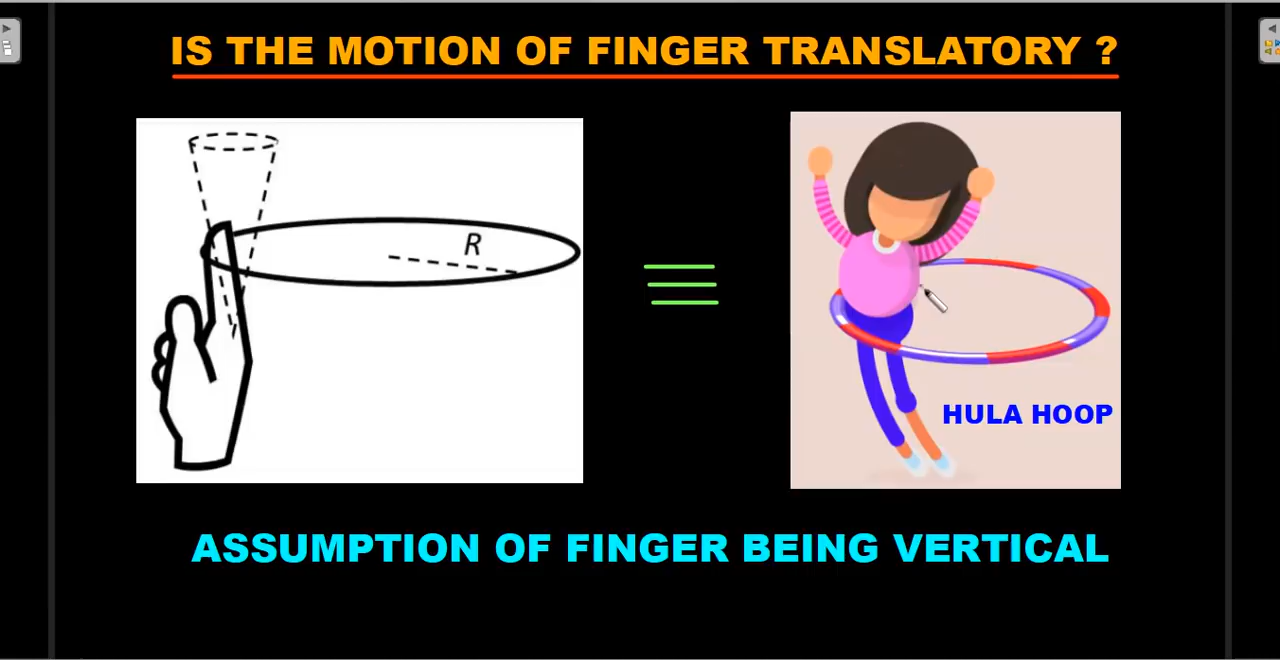 IS THE MOTION OF FINGER TRANSLATORY ?
R
HULA HOOP
ASSUMPTION OF FINGER BEING VERTICAL